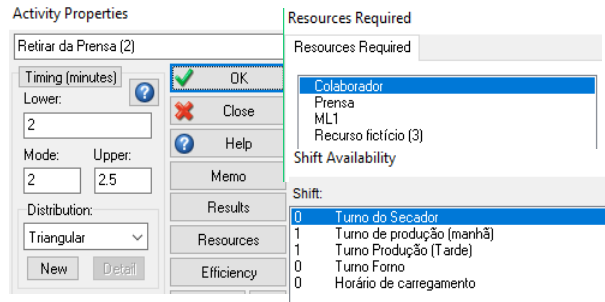 Activity Properties
Retirar da Prensa (2)
Timing (minutes)
Lower:
2
Mode: Upper:
2 2.5
Distribution:
Triangular
New Detail
OK
Close
Help
Memo
Results
Resources
Efficiency
Resources Required
Resources Required
Colaborador
Prensa
ML1
Recurso fictício (3)
Shift Availability
Shift:
0 Turno do Secador
1 Turno de produção (manhã)
1 Turno Produção (Tarde)
0 Turno Forno
0 Horário de carregamento